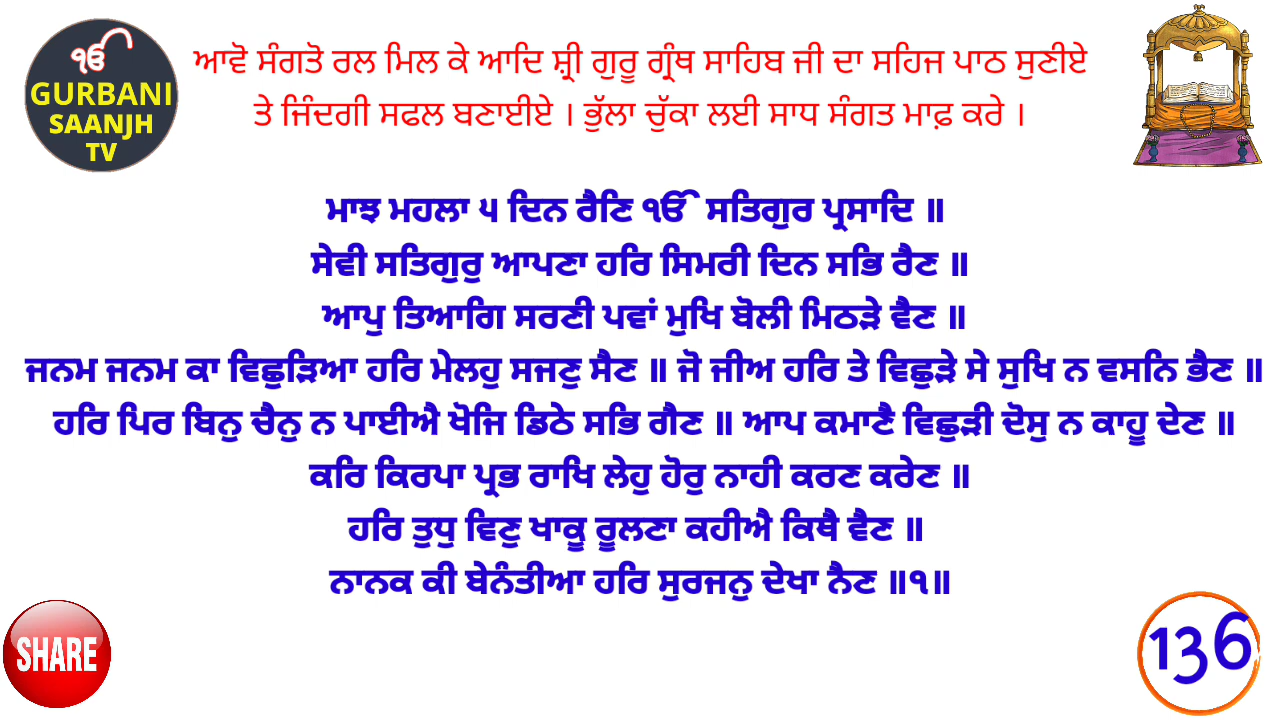 ੴ
GURBANI
SAANJH
TV
ਆਵੋ ਸੰਗਤੋ ਰਲ ਮਿਲ ਕੇ ਆਦਿ ਸ਼੍ਰੀ ਗੁਰੂ ਗ੍ਰੰਥ ਸਾਹਿਬ ਜੀ ਦਾ ਸਹਿਜ ਪਾਠ ਸੁਣੀਏ
ਤੇ ਜਿੰਦਗੀ ਸਫਲ ਬਣਾਈਏ । ਭੁੱਲਾ ਚੁੱਕਾ ਲਈ ਸਾਧ ਸੰਗਤ ਮਾਫ਼ ਕਰੇ ।
ਮਾਝ ਮਹਲਾ ੫ ਦਿਨ ਰੈਣਿ ੴ ਸਤਿਗੁਰ ਪ੍ਰਸਾਦਿ ॥
ਸੇਵੀ ਸਤਿਗੁਰੁ ਆਪਣਾ ਹਰਿ ਸਿਮਰੀ ਦਿਨ ਸਭਿ ਰੈਣ ॥
ਆਪੁ ਤਿਆਗਿ ਸਰਣੀ ਪਵਾਂ ਮੁਖਿ ਬੋਲੀ ਮਿਠੜੇ ਵੈਣ ॥
ਜਨਮ ਜਨਮ ਕਾ ਵਿਛੁੜਿਆ ਹਰਿ ਮੇਲਹੁ ਸਜਣੁ ਸੈਣ ॥ ਜੋ ਜੀਅ ਹਰਿ ਤੇ ਵਿਛੁੜੇ ਸੇ ਸੁਖਿ ਨ ਵਸਨਿ ਭੈਣ ॥
ਹਰਿ ਪਿਰ ਬਿਨੁ ਚੈਨੁ ਨ ਪਾਈਐ ਖੋਜਿ ਡਿਠੇ ਸਭਿ ਗੈਣ ॥ ਆਪ ਕਮਾਣੈ ਵਿਛੁੜੀ ਦੋਸੁ ਨ ਕਾਹੂ ਦੇਣ ॥
ਕਰਿ ਕਿਰਪਾ ਪ੍ਰਭ ਰਾਖਿ ਲੇਹੁ ਹੋਰੁ ਨਾਹੀ ਕਰਣ ਕਰੇਣ ॥
ਹਰਿ ਤੁਧੁ ਵਿਣੁ ਖਾਕੂ ਰੂਲਣਾ ਕਹੀਐ ਕਿਥੈ ਵੈਣ ॥
ਨਾਨਕ ਕੀ ਬੇਨੰਤੀਆ ਹਰਿ ਸੁਰਜਨੁ ਦੇਖਾ ਨੈਣ ॥੧॥
SHARE
136